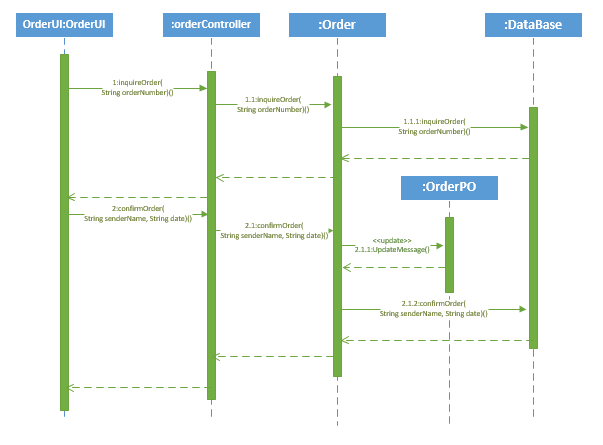 OrderUI:OrderUI
:orderController
:Order
:DataBase
1:inquireOrder(
String orderNumber)()
1.1:inquireOrder(
String orderNumber)()
1.1.1:inquireOrder(
String orderNumber)()
:OrderPO
2:confirmOrder(
String senderName, String date)()
2.1:confirmOrder(
String senderName, String date)()
<<update>>
2.1.1:UpdateMessage()
2.1.2:confirmOrder(
String senderName, String date)()